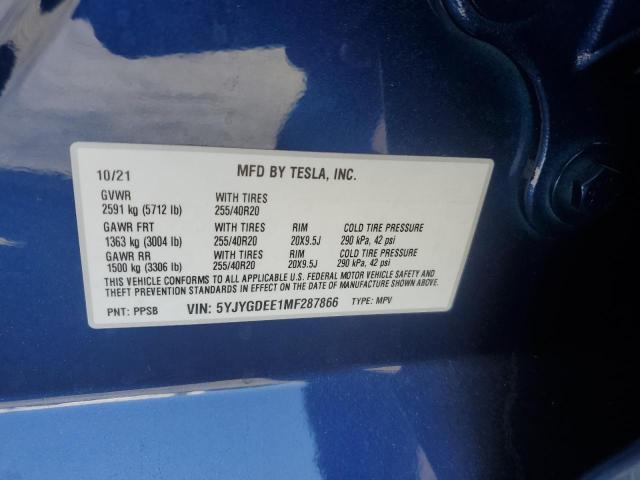 10/21 MFD BY TESLA, INC.
GVWR WITH TIRES
2591 kg (5712 lb) 255/40R20
GAWR FRT WITH TIRES RIM COLD TIRE PRESSURE
1363 kg (3004 lb) 255/40R20 20X9.5J 290 kPa, 42 psi
GAWR RR WITH TIRES RIM COLD TIRE PRESSURE
1500 kg (3306 lb) 255/40R20 20X9.5J 290 kPa, 42 psi
THIS VEHICLE CONFORMS TO ALL APPLICABLE U.S. FEDERAL MOTOR VEHICLE SAFETY AND
THEFT PREVENTION STANDARDS IN EFFECT ON THE DATE OF MANUFACTURE SHOWN ABOVE.
PNT: PPSB VIN: 5YJYGDEE1MF287866 TYPE: MPV